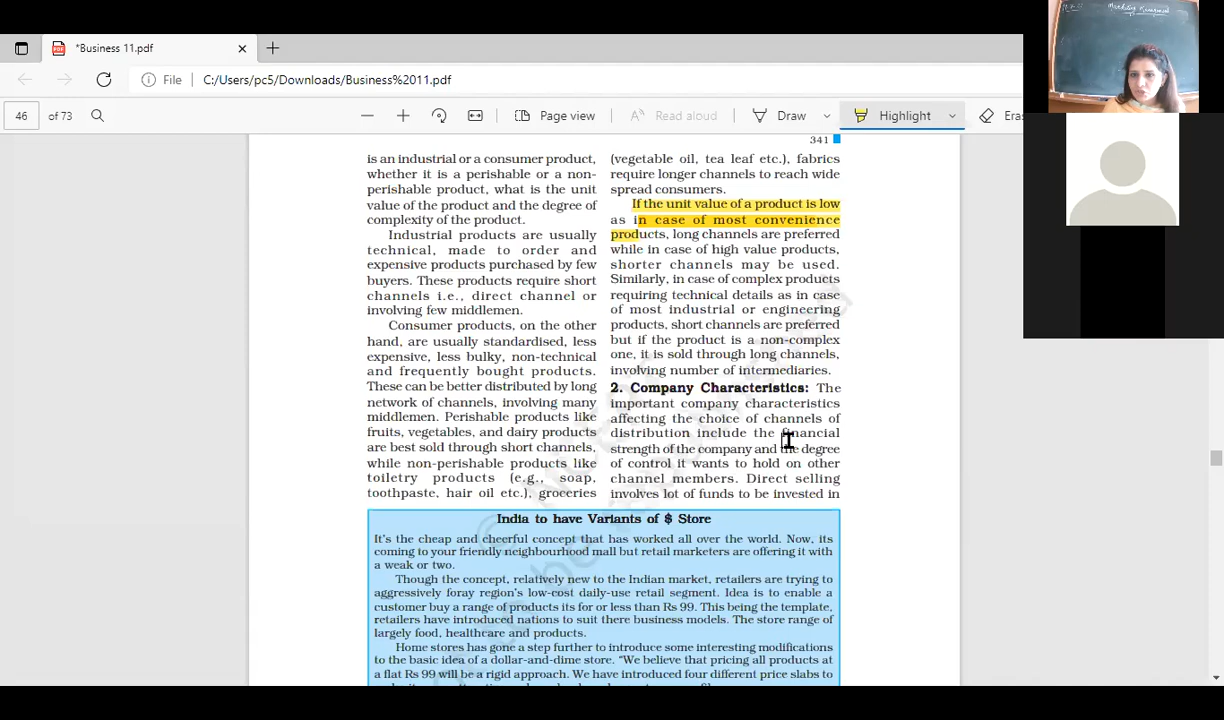 *Business 11.pdf
File
C:/Users/pc5/Downloads/Business%2011.pdf
46 of 73
Page view
Read aloud
Draw
Highlight
Eras
Marketing
341
is an industrial or a consumer product,
whether it is a perishable or a non-
perishable product, what is the unit
value of the product and the degree of
complexity of the product.
Industrial products are usually
technical, made to order and
expensive products purchased by few
buyers. These products require short
channels i.e., direct channel or
involving few middlemen.
Consumer products, on the other
hand, are usually standardised, less
expensive, less bulky, non-technical
and frequently bought products.
These can be better distributed by long
network of channels, involving many
middlemen. Perishable products like
fruits, vegetables, and dairy products
are best sold through short channels,
while non-perishable products like
toiletry products (e.g., soap,
toothpaste, hair oil etc.), groceries
(vegetable oil, tea leaf etc.), fabrics
require longer channels to reach wide
spread consumers.
If the unit value of a product is low
as in case of most convenience
products, long channels are preferred
while in case of high value products,
shorter channels may be used.
Similarly, in case of complex products
requiring technical details as in case
of most industrial or engineering
products, short channels are preferred
but if the product is a non-complex
one, it is sold through long channels,
involving number of intermediaries.
2. Company Characteristics: The
important company characteristics
affecting the choice of channels of
distribution include the financial
strength of the company and the degree
of control it wants to hold on other
channel members. Direct selling
involves lot of funds to be invested in
India to have Variants of $ Store
It's the cheap and cheerful concept that has worked all over the world. Now, its
coming to your friendly neighbourhood mall but retail marketers are offering it with
a weak or two.
Though the concept, relatively new to the Indian market, retailers are trying to
aggressively foray region's low-cost daily-use retail segment. Idea is to enable a
customer buy a range of products its for or less than Rs 99. This being the template,
retailers have introduced nations to suit there business models. The store range of
largely food, healthcare and products.
Home stores has gone a step further to introduce some interesting modifications
to the basic idea of a dollar-and-dime store. "We believe that pricing all products at
a flat Rs 99 will be a rigid approach. We have introduced four different price slabs to